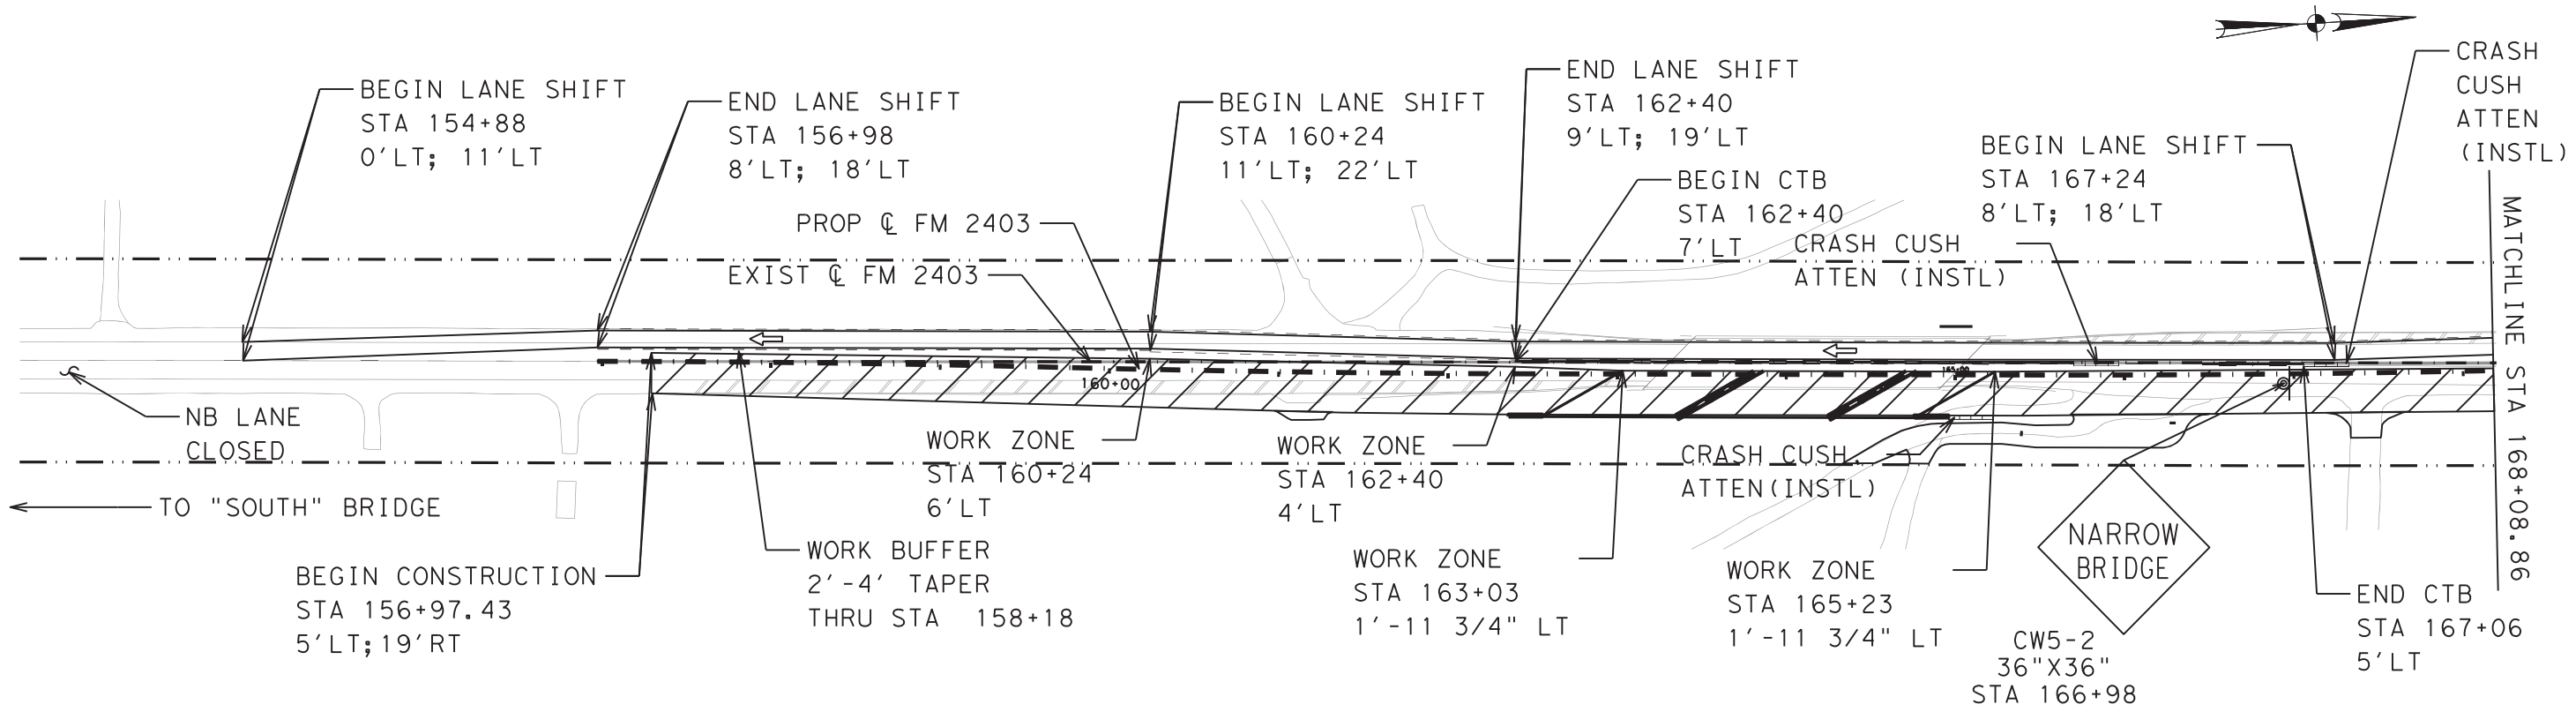 BEGIN LANE SHIFT
STA 154+88
0'LT; 11'LT
END LANE SHIFT
STA 156+98
8'LT; 18'LT
BEGIN LANE SHIFT
STA 160+24
11'LT; 22'LT
END LANE SHIFT
STA 162+40
9'LT; 19'LT
BEGIN CTB
STA 162+40
7'LT
BEGIN LANE SHIFT
STA 167+24
8'LT; 18'LT
CRASH
CUSH
ATTEN
(INSTL)
CRASH CUSH
ATTEN (INSTL)
PROP ℄ FM 2403
EXIST ℄ FM 2403
160+00
165+00
MATCHLINE STA 168+08.86
NB LANE
CLOSED
TO "SOUTH" BRIDGE
BEGIN CONSTRUCTION
STA 156+97.43
5'LT;19'RT
WORK BUFFER
2'-4' TAPER
THRU STA 158+18
WORK ZONE
STA 160+24
6'LT
WORK ZONE
STA 162+40
4'LT
WORK ZONE
STA 163+03
1'-11 3/4" LT
CRASH CUSH
ATTEN(INSTL)
WORK ZONE
STA 165+23
1'-11 3/4" LT
NARROW
BRIDGE
CW5-2
36"X36"
STA 166+98
END CTB
STA 167+06
5'LT